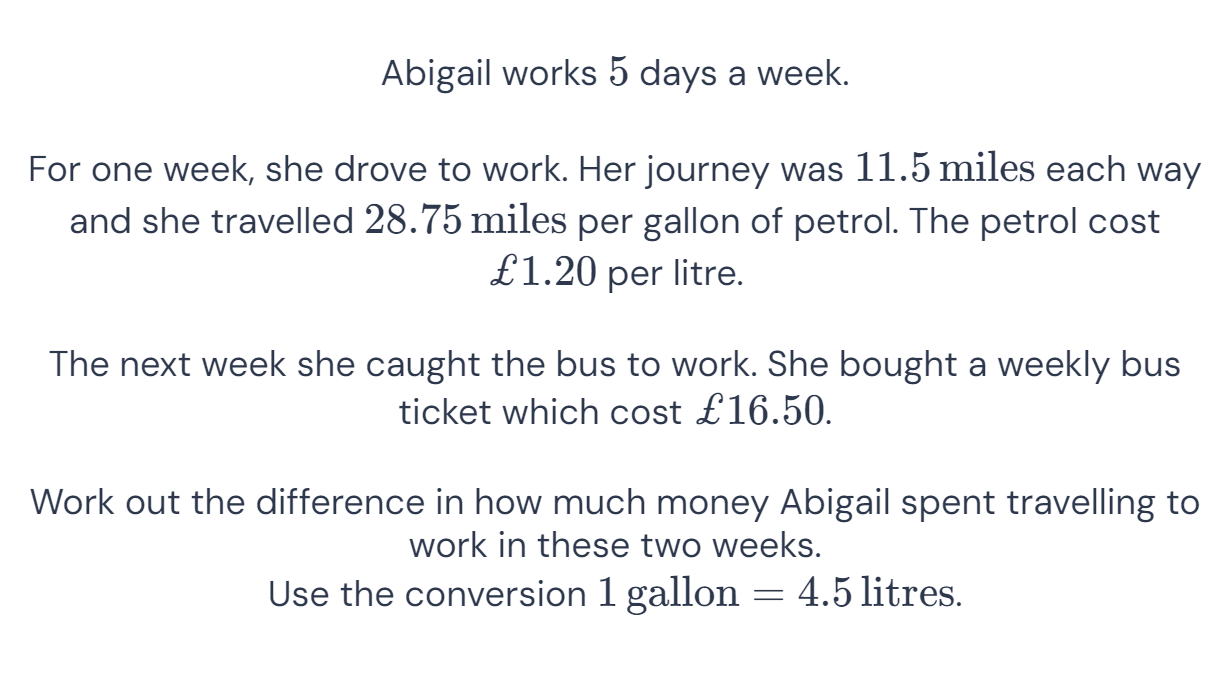 Abigail works 5 days a week.
For one week, she drove to work. Her journey was 11.5 miles each way
and she travelled 28.75 miles per gallon of petrol. The petrol cost
£1.20 per litre.
The next week she caught the bus to work. She bought a weekly bus
ticket which cost £16.50.
Work out the difference in how much money Abigail spent travelling to
work in these two weeks.
Use the conversion 1 gallon = 4.5 litres.